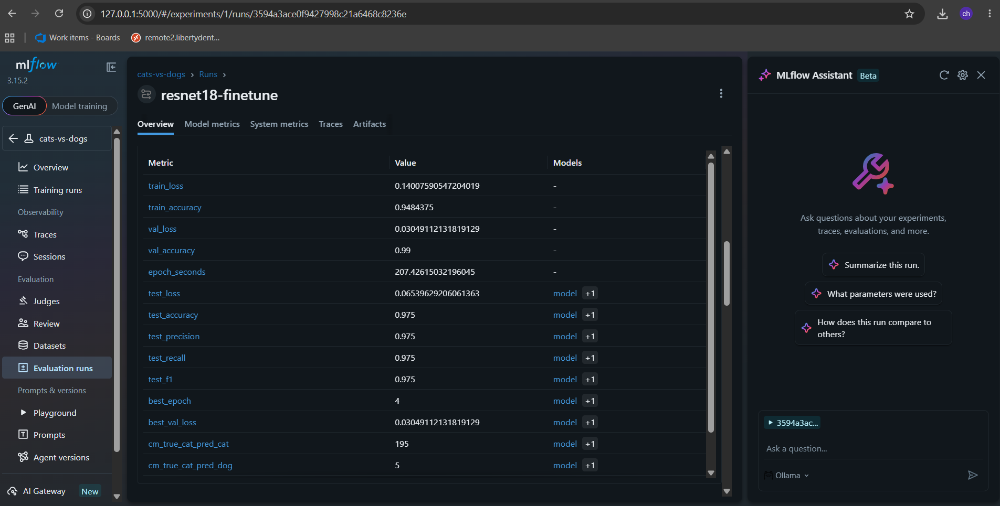 127.0.0.1:5000/#/experiments/1/runs/3594a3ace0f9427998c21a6468c8236e
ch
Work items - Boards
remote2.libertydent...
mlflow
3.15.2
GenAI
Model training
cats-vs-dogs
Overview
Training runs
Observability
Traces
Sessions
Evaluation
Judges
Review
Datasets
Evaluation runs
Prompts & versions
Playground
Prompts
Agent versions
AI Gateway New
cats-vs-dogs > Runs >
resnet18-finetune
Overview Model metrics System metrics Traces Artifacts
Metric Value Models
train_loss 0.14007590547204019 -
train_accuracy 0.9484375 -
val_loss 0.03049112131819129 -
val_accuracy 0.99 -
epoch_seconds 207.42615032196045 -
test_loss 0.06539629206061363 model +1
test_accuracy 0.975 model +1
test_precision 0.975 model +1
test_recall 0.975 model +1
test_f1 0.975 model +1
best_epoch 4 model +1
best_val_loss 0.03049112131819129 model +1
cm_true_cat_pred_cat 195 model +1
cm_true_cat_pred_dog 5 model +1
MLflow Assistant Beta
Ask questions about your experiments,
traces, evaluations, and more.
Summarize this run.
What parameters were used?
How does this run compare to
others?
3594a3ac...
Ask a question...
Ollama